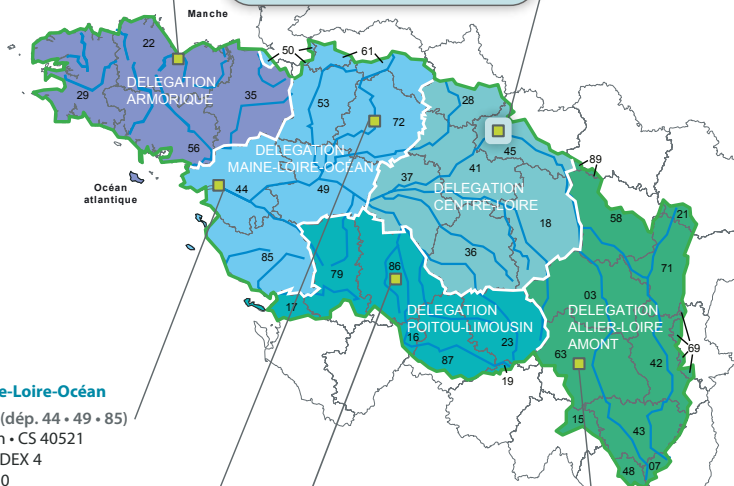 Manche
22
50
61
DELEGATION
ARMORIQUE
29
35
53
28
72
56
DELEGATION
MAINE-LOIRE-OCEAN
45
41
89
Océan
atlantique
44
49
37
DELEGATION
CENTRE-LOIRE
58
21
18
85
36
71
79
86
03
17
DELEGATION
POITOU-LIMOUSIN
DELEGATION
ALLIER-LOIRE
AMONT
16
23
69
87
63
42
19
e-Loire-Océan
(dép. 44 • 49 • 85)
15
n • CS 40521
43
DEX 4
48
07
0